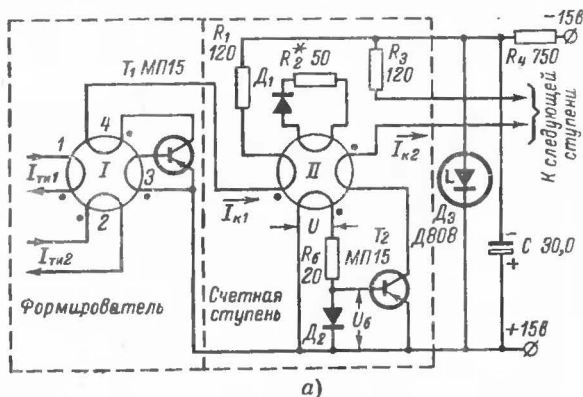 а)
R₁
120
R₂* 50
Д₁
R₃
120
−15в
R₄ 750
К следующей
ступени
T₁ МП15
4
1
I
3
2
Iти1
Iти2
II
Iк1
Iк2
U
Rб
20
T₂
МП15
Д₂
Uб
Д₃
Д808
L
C 30,0
−
+
+15в
Формирователь
Счетная
ступень
а)